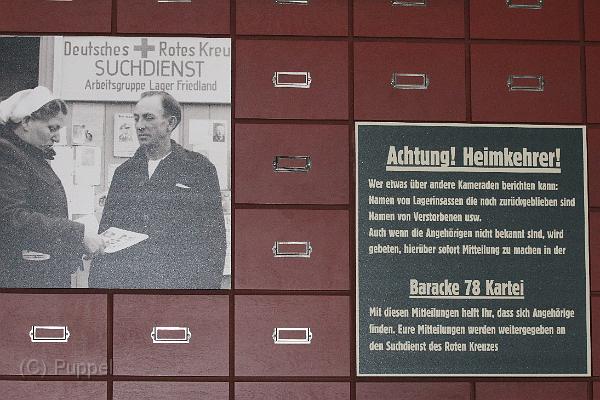 Deutsches Rotes Kreu
SUCHDIENST
Arbeitsgruppe Lager Friedland
Achtung! Heimkehrer!
Wer etwas über andere Kameraden berichten kann:
Namen von Lagerinsassen die noch zurückgeblieben sind
Namen von Verstorbenen usw.
Auch wenn die Angehörigen nicht bekannt sind, wird
gebeten, hierüber sofort Mitteilung zu machen in der
Baracke 78 Kartei
Mit diesen Mitteilungen helft Ihr, dass sich Angehörige
finden. Eure Mitteilungen werden weitergegeben an
den Suchdienst des Roten Kreuzes
(C) Puppel